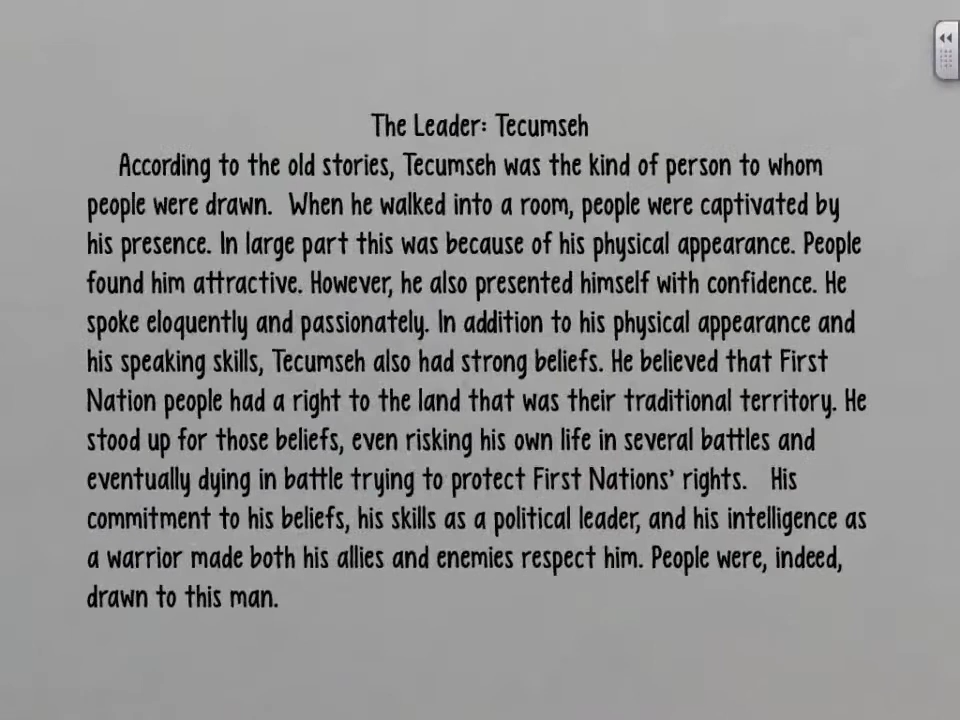 The Leader: Tecumseh
According to the old stories, Tecumseh was the kind of person to whom
people were drawn.  When he walked into a room, people were captivated by
his presence. In large part this was because of his physical appearance. People
found him attractive. However, he also presented himself with confidence. He
spoke eloquently and passionately. In addition to his physical appearance and
his speaking skills, Tecumseh also had strong beliefs. He believed that First
Nation people had a right to the land that was their traditional territory. He
stood up for those beliefs, even risking his own life in several battles and
eventually dying in battle trying to protect First Nations’ rights.   His
commitment to his beliefs, his skills as a political leader, and his intelligence as
a warrior made both his allies and enemies respect him. People were, indeed,
drawn to this man.